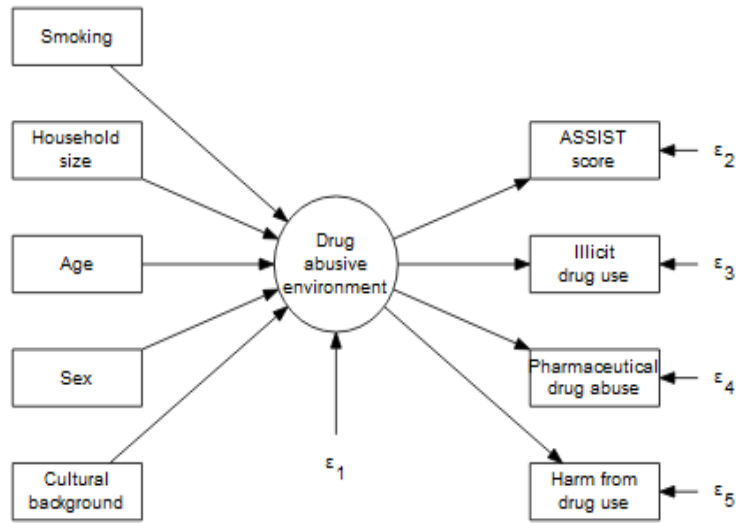 Smoking
Household
size
Age
Sex
Cultural
background
Drug
abusive
environment
ε1
ASSIST
score
Illicit
drug use
Pharmaceutical
drug abuse
Harm from
drug use
ε2
ε3
ε4
ε5